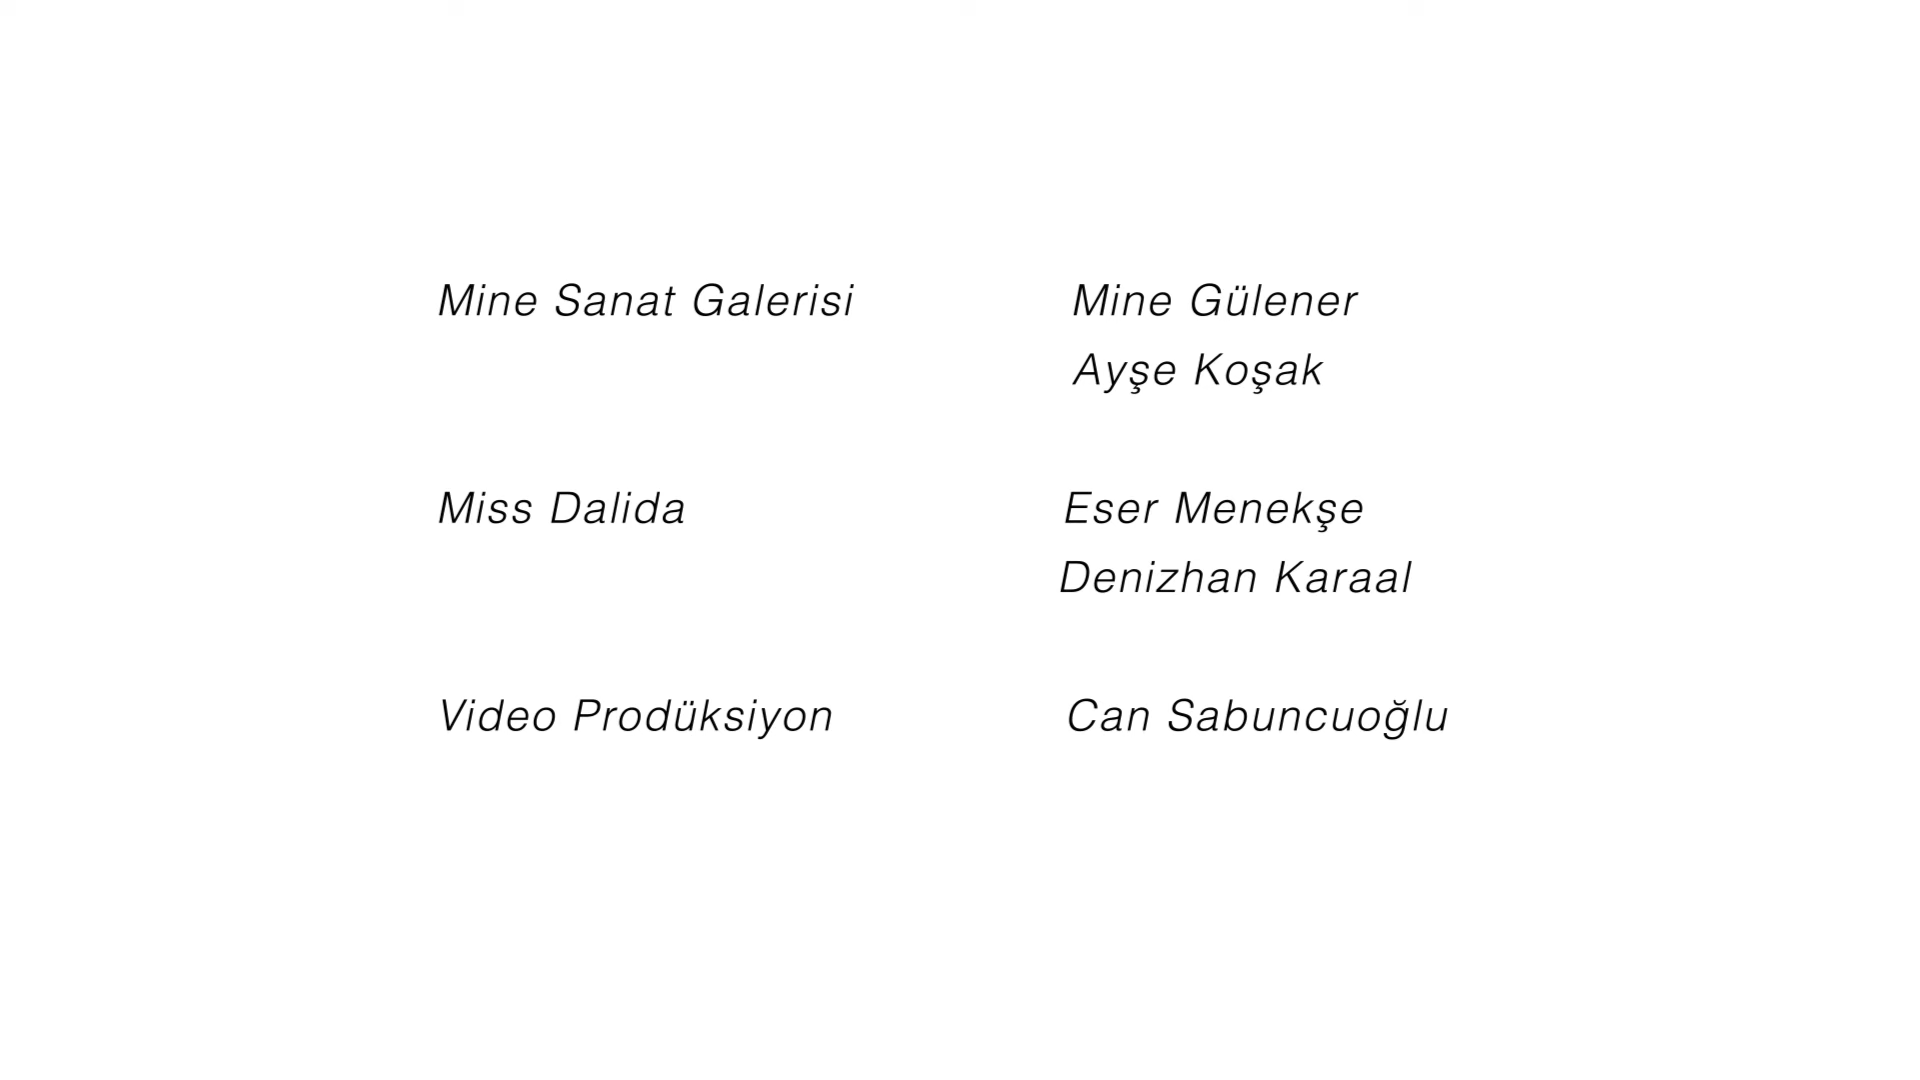 Mine Sanat Galerisi Mine Gülener
Ayşe Koşak
Miss Dalida Eser Menekşe
Denizhan Karaal
Video Prodüksiyon Can Sabuncuoğlu